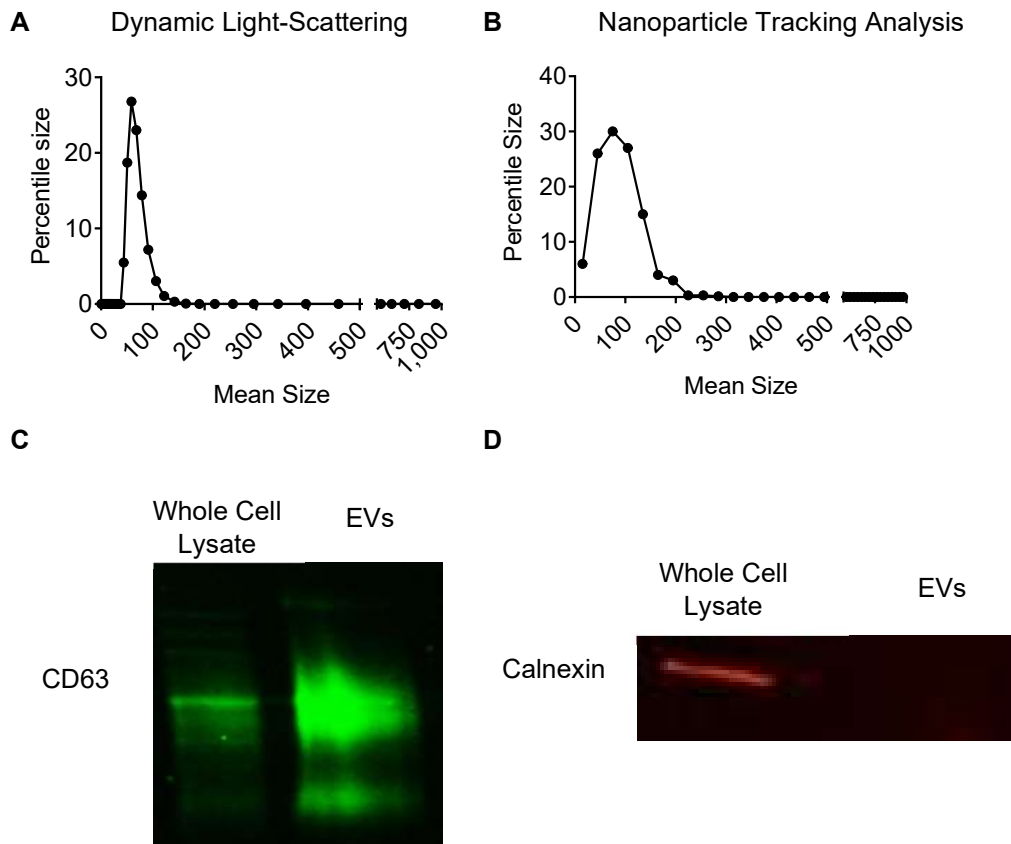 A
Dynamic Light-Scattering
Percentile size
30
20
10
0
0
100
200
300
400
500
750
1,000
Mean Size
B
Nanoparticle Tracking Analysis
Percentile Size
40
30
20
10
0
0
100
200
300
400
500
750
1000
Mean Size
C
Whole Cell
Lysate
EVs
CD63
D
Whole Cell
Lysate
EVs
Calnexin